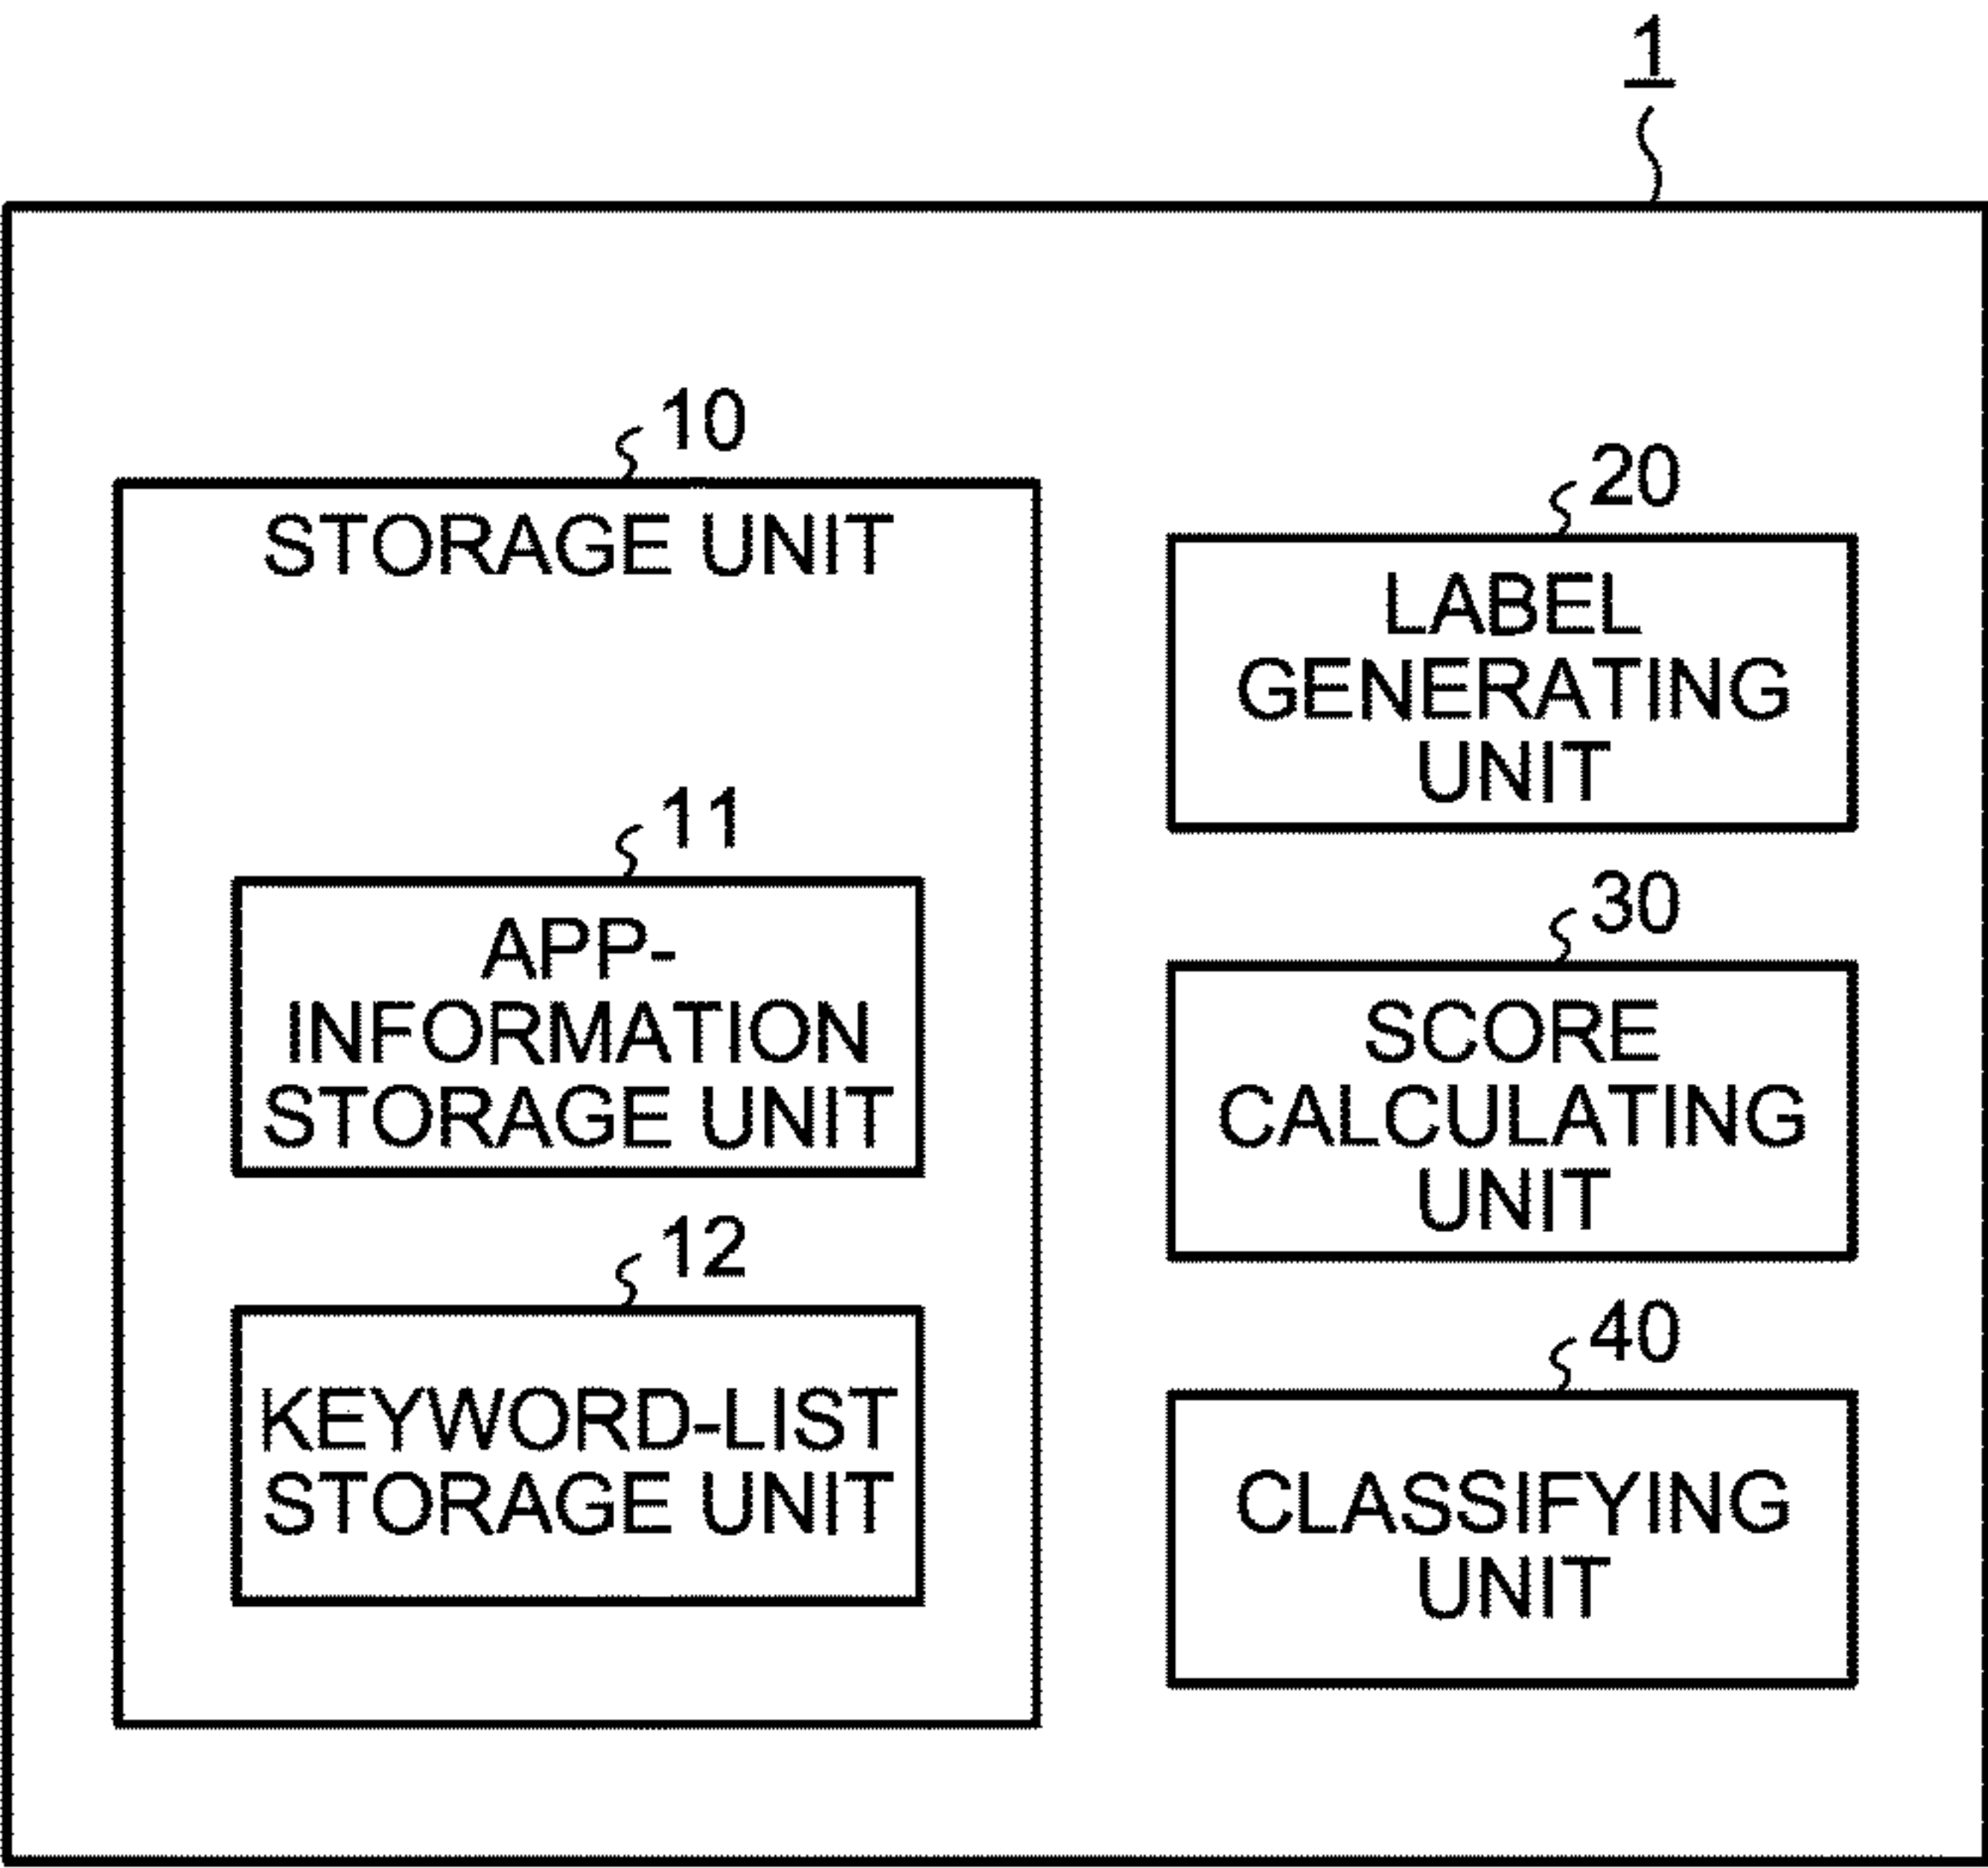 1
10
STORAGE UNIT
11
APP-
INFORMATION
STORAGE UNIT
12
KEYWORD-LIST
STORAGE UNIT
20
LABEL
GENERATING
UNIT
30
SCORE
CALCULATING
UNIT
40
CLASSIFYING
UNIT